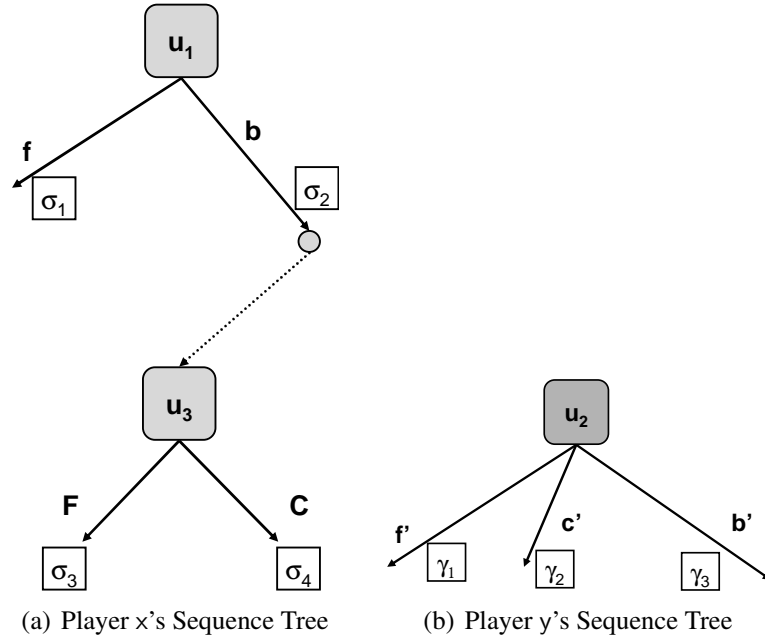 u₁
f
b
σ₁
σ₂
u₃
F
C
σ₃
σ₄
(a) Player x's Sequence Tree
u₂
f'
c'
b'
γ₁
γ₂
γ₃
(b) Player y's Sequence Tree